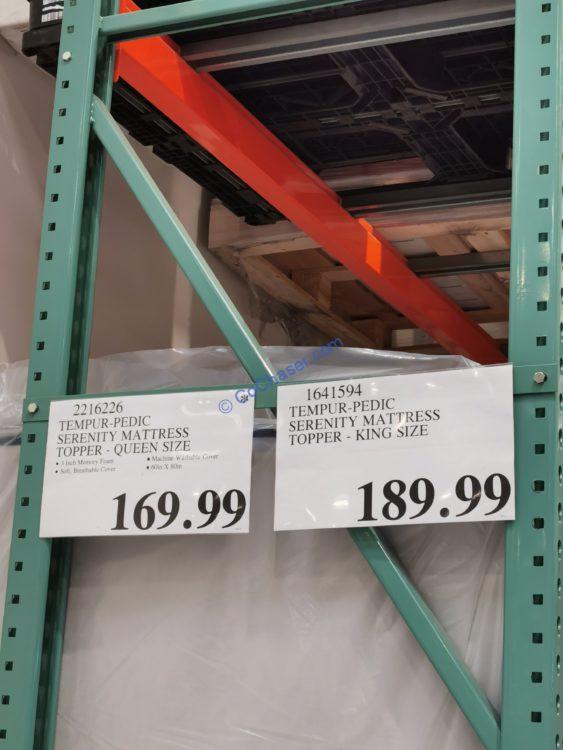 2216226
TEMPUR-PEDIC
SERENITY MATTRESS
TOPPER - QUEEN SIZE
• 3 Inch Memory Foam
• Machine Washable Cover
• Soft, Breathable Cover
• 60in X 80in
169.99
*
1641594
TEMPUR-PEDIC
SERENITY MATTRESS
TOPPER - KING SIZE
189.99
CoChaser.com